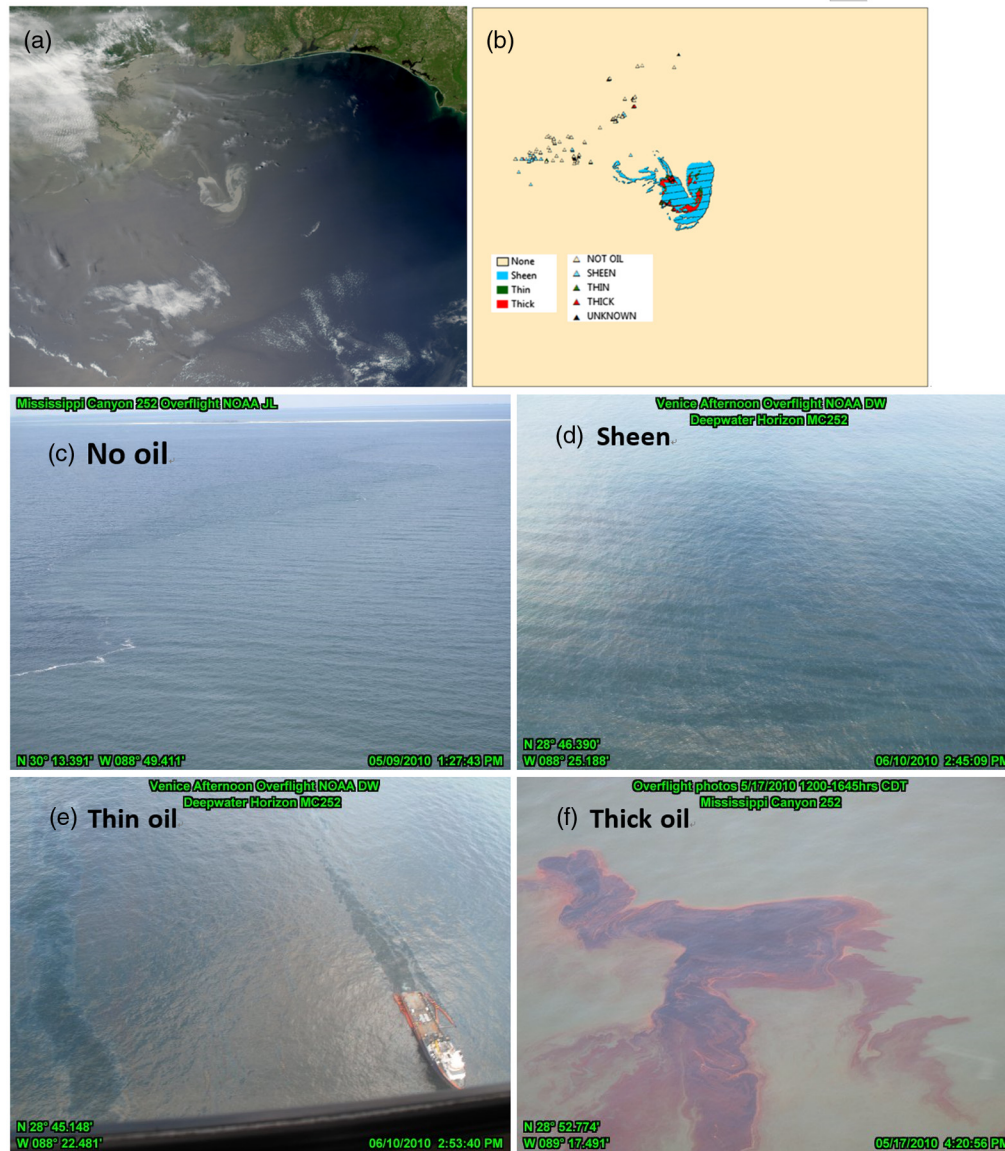 (a)
(b)
None
Sheen
Thin
Thick
NOT OIL
SHEEN
THIN
THICK
UNKNOWN
Mississippi Canyon 252 Overflight NOAA JL
(c) No oil
N 30° 13.391' W 088° 49.411'
05/09/2010 1:27:43 PM
Venice Afternoon Overflight NOAA DW
Deepwater Horizon MC252
(d) Sheen
N 28° 46.390'
W 088° 25.188'
06/10/2010 2:45:09 PM
Venice Afternoon Overflight NOAA DW
Deepwater Horizon MC252
(e) Thin oil
N 28° 45.148'
W 088° 22.481'
06/10/2010 2:53:40 PM
Overflight photos 5/17/2010 1200-1645hrs CDT
Mississippi Canyon 252
(f) Thick oil
N 28° 52.774'
W 089° 17.491'
05/17/2010 4:20:56 PM